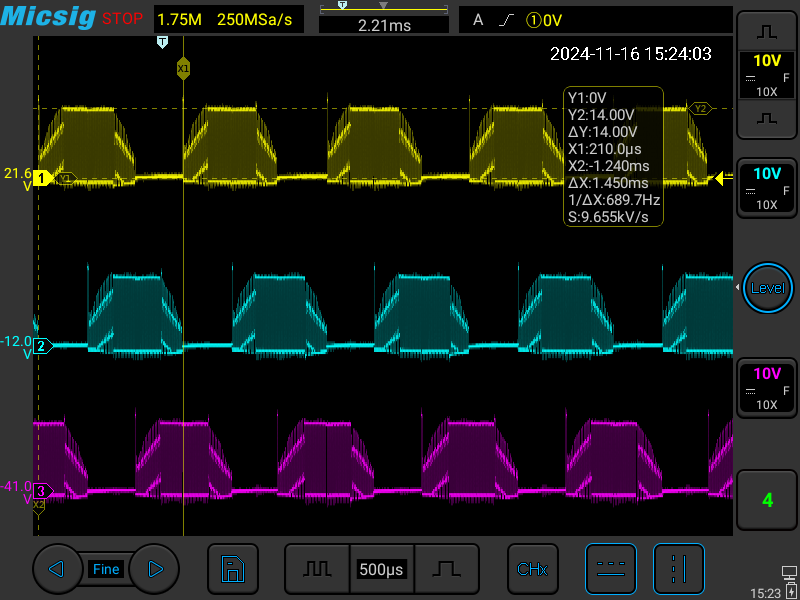 Micsig STOP 1.75M 250MSa/s T 2.21ms A ①0V
2024-11-16 15:24:03
T
X1
Y1:0V
Y2:14.00V
ΔY:14.00V
X1:210.0μs
X2:-1.240ms
ΔX:1.450ms
1/ΔX:689.7Hz
S:9.655kV/s
Y2
21.6
V
1
Y1
-12.0
V
2
-41.0
V
3
X2
10V
F
10X
10V
F
10X
Level
10V
F
10X
4
Fine
500μs
CHx
15:23